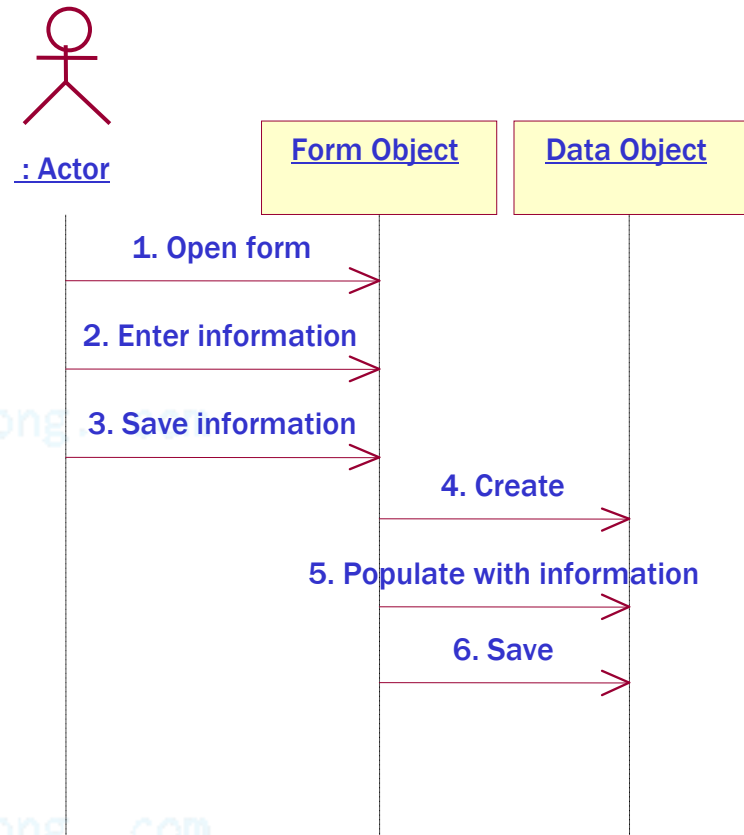 : Actor
Form Object
Data Object
1. Open form
2. Enter information
3. Save information
4. Create
5. Populate with information
6. Save